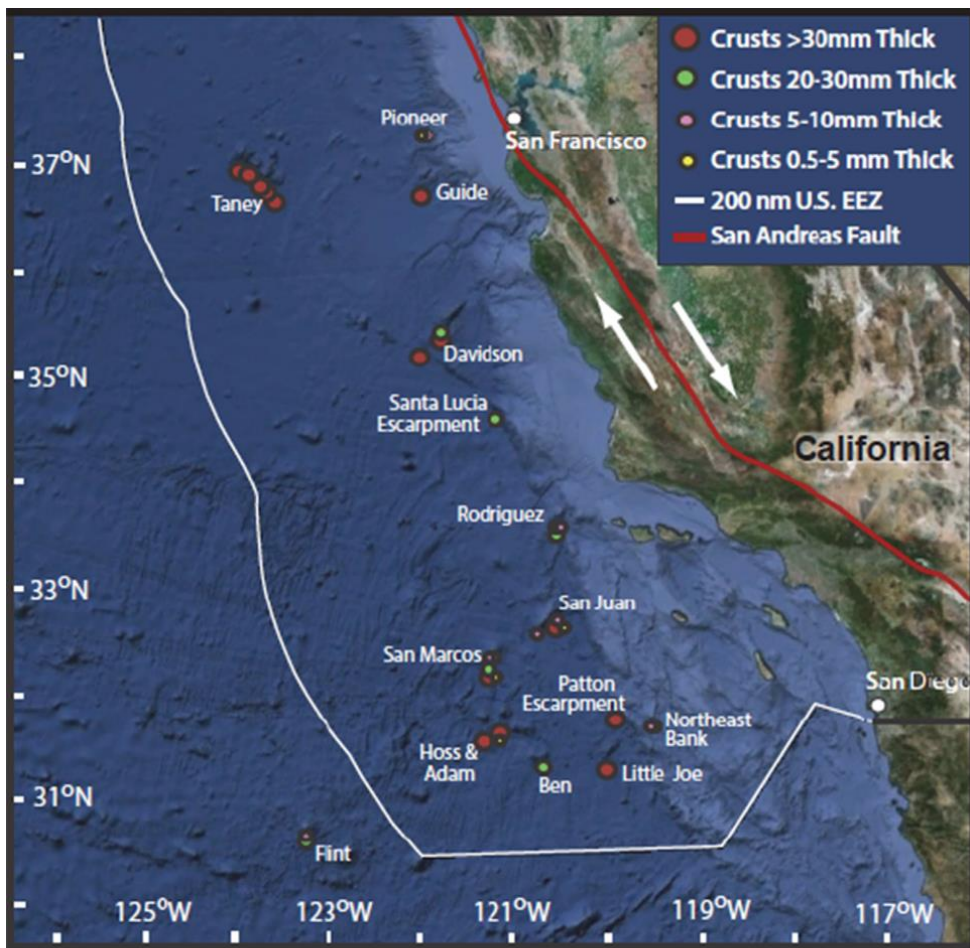 Crusts >30mm Thick
Crusts 20-30mm Thick
Crusts 5-10mm Thick
Crusts 0.5-5 mm Thick
200 nm U.S. EEZ
San Andreas Fault
Pioneer
San Francisco
37°N
Taney
Guide
Davidson
35°N
Santa Lucia
Escarpment
California
Rodriguez
33°N
San Juan
San Marcos
Patton
Escarpment
San Diego
Northeast
Bank
Hoss &
Adam
Ben
Little Joe
31°N
Flint
125°W
123°W
121°W
119°W
117°W